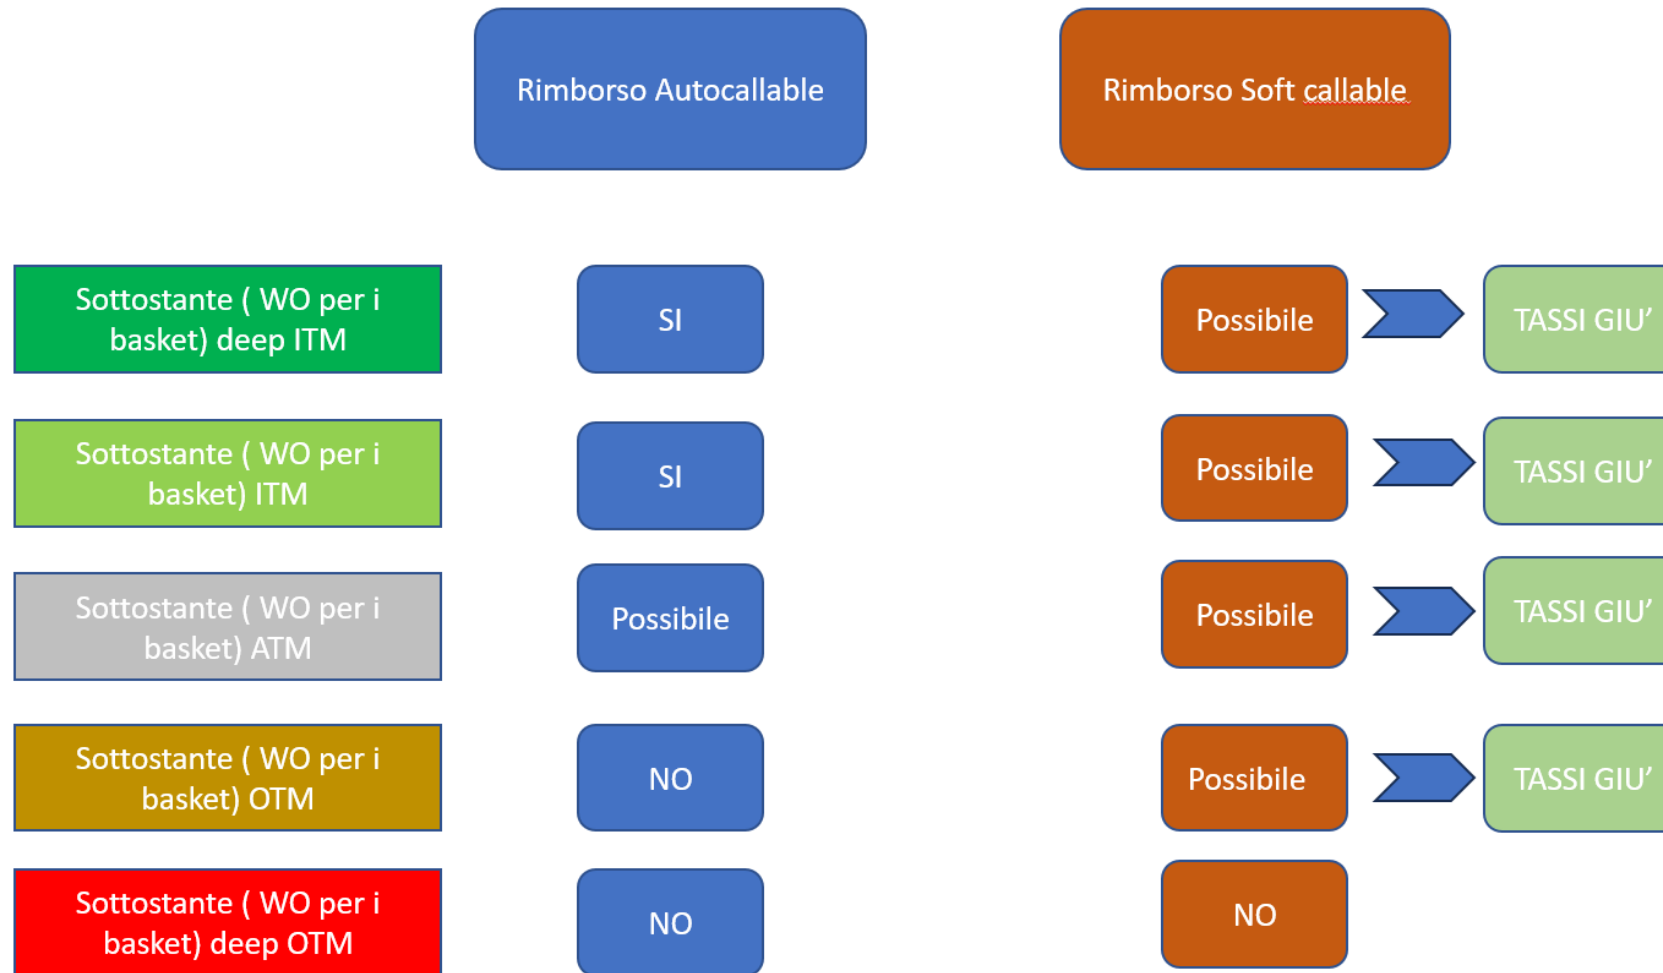 Rimborso Autocallable
Rimborso Soft callable
Sottostante ( WO per i
basket) deep ITM
SI
Possibile
TASSI GIU’
Sottostante ( WO per i
basket) ITM
SI
Possibile
TASSI GIU’
Sottostante ( WO per i
basket) ATM
Possibile
Possibile
TASSI GIU’
Sottostante ( WO per i
basket) OTM
NO
Possibile
TASSI GIU’
Sottostante ( WO per i
basket) deep OTM
NO
NO